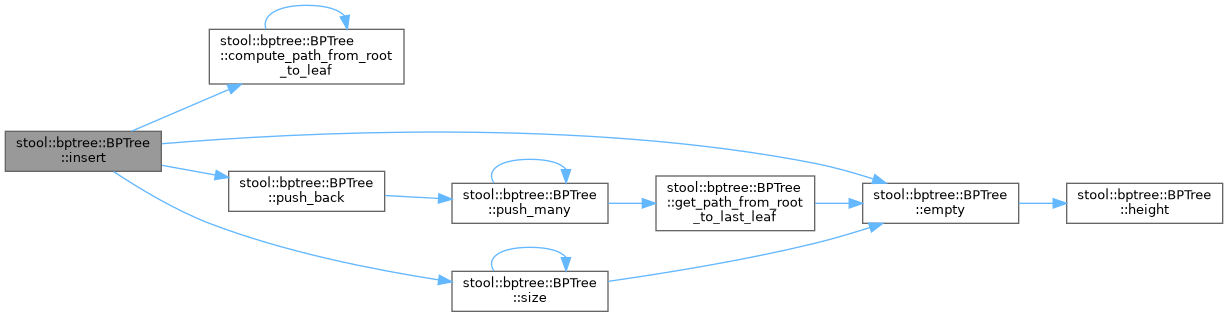 stool::bptree::BPTree
::insert
stool::bptree::BPTree
::compute_path_from_root
_to_leaf
stool::bptree::BPTree
::push_back
stool::bptree::BPTree
::push_many
stool::bptree::BPTree
::get_path_from_root
_to_last_leaf
stool::bptree::BPTree
::empty
stool::bptree::BPTree
::height
stool::bptree::BPTree
::size